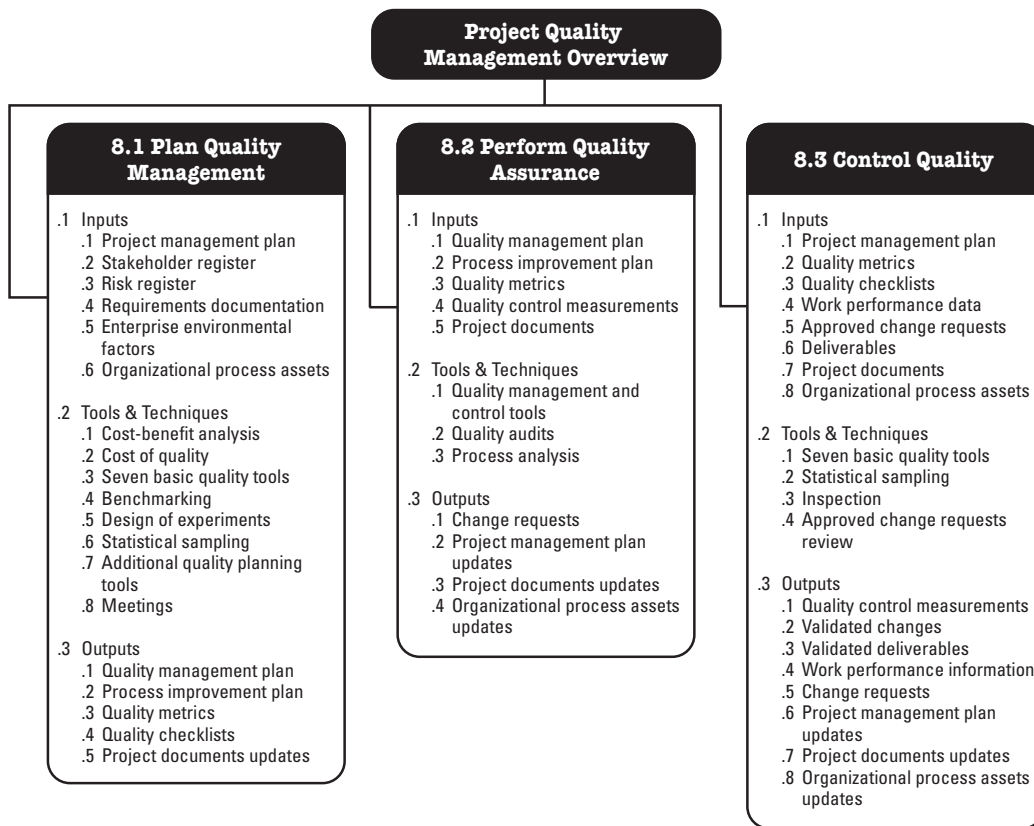 Project Quality
Management Overview
8.1 Plan Quality
Management
.1 Inputs
.1 Project management plan
.2 Stakeholder register
.3 Risk register
.4 Requirements documentation
.5 Enterprise environmental
factors
.6 Organizational process assets
.2 Tools & Techniques
.1 Cost-benefit analysis
.2 Cost of quality
.3 Seven basic quality tools
.4 Benchmarking
.5 Design of experiments
.6 Statistical sampling
.7 Additional quality planning
tools
.8 Meetings
.3 Outputs
.1 Quality management plan
.2 Process improvement plan
.3 Quality metrics
.4 Quality checklists
.5 Project documents updates
8.2 Perform Quality
Assurance
.1 Inputs
.1 Quality management plan
.2 Process improvement plan
.3 Quality metrics
.4 Quality control measurements
.5 Project documents
.2 Tools & Techniques
.1 Quality management and
control tools
.2 Quality audits
.3 Process analysis
.3 Outputs
.1 Change requests
.2 Project management plan
updates
.3 Project documents updates
.4 Organizational process assets
updates
8.3 Control Quality
.1 Inputs
.1 Project management plan
.2 Quality metrics
.3 Quality checklists
.4 Work performance data
.5 Approved change requests
.6 Deliverables
.7 Project documents
.8 Organizational process assets
.2 Tools & Techniques
.1 Seven basic quality tools
.2 Statistical sampling
.3 Inspection
.4 Approved change requests
review
.3 Outputs
.1 Quality control measurements
.2 Validated changes
.3 Validated deliverables
.4 Work performance information
.5 Change requests
.6 Project management plan
updates
.7 Project documents updates
.8 Organizational process assets
updates